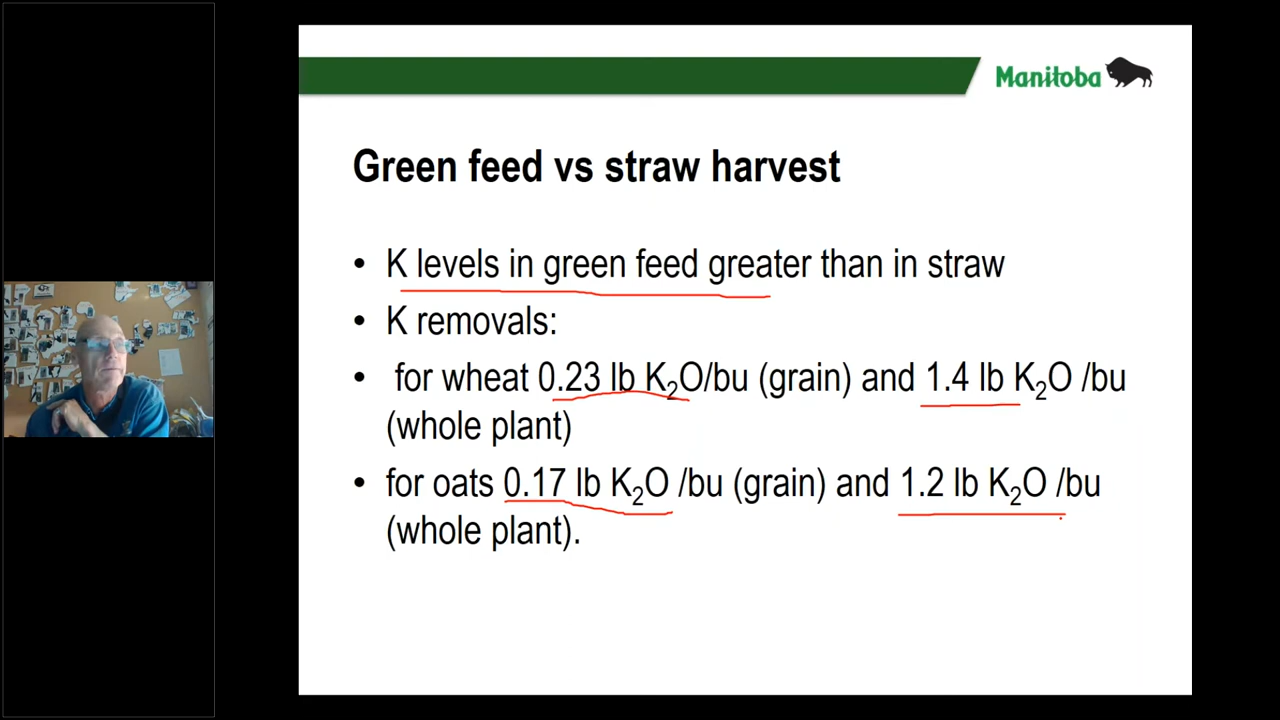 Manitoba
Green feed vs straw harvest
• K levels in green feed greater than in straw
• K removals:
• for wheat 0.23 lb K₂O/bu (grain) and 1.4 lb K₂O /bu
(whole plant)
• for oats 0.17 lb K₂O /bu (grain) and 1.2 lb K₂O /bu
(whole plant).